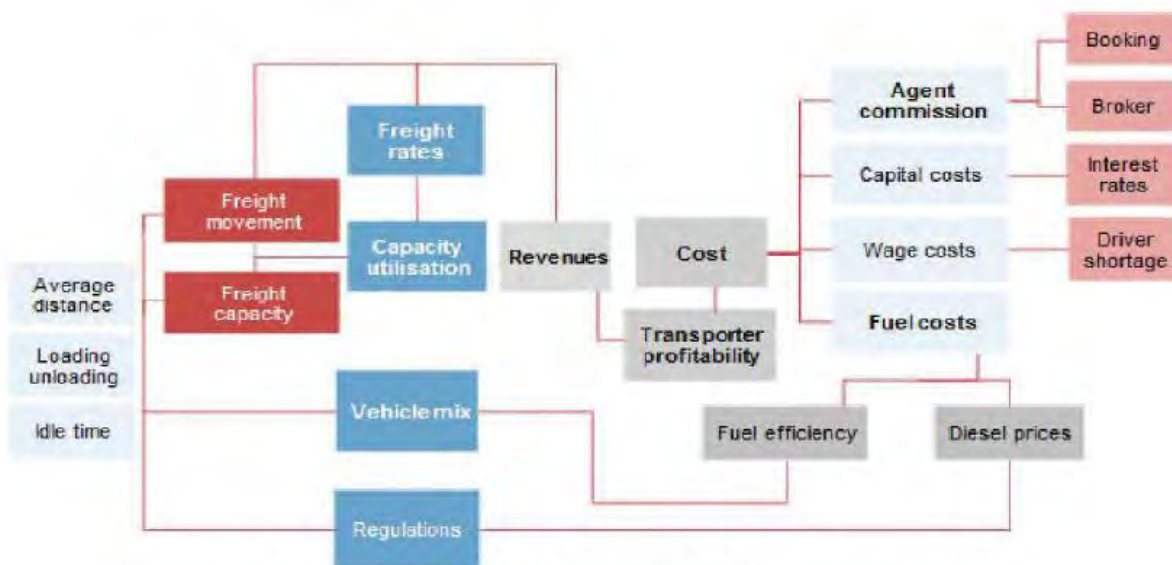 Booking
Agent
commission
Broker
Freight
rates
Capital costs
Interest
rates
Freight
movement
Capacity
utilisation
Revenues
Cost
Wage costs
Driver
shortage
Average
distance
Freight
capacity
Fuel costs
Transporter
profitability
Loading
unloading
Vehicle mix
Idle time
Fuel efficiency
Diesel prices
Regulations